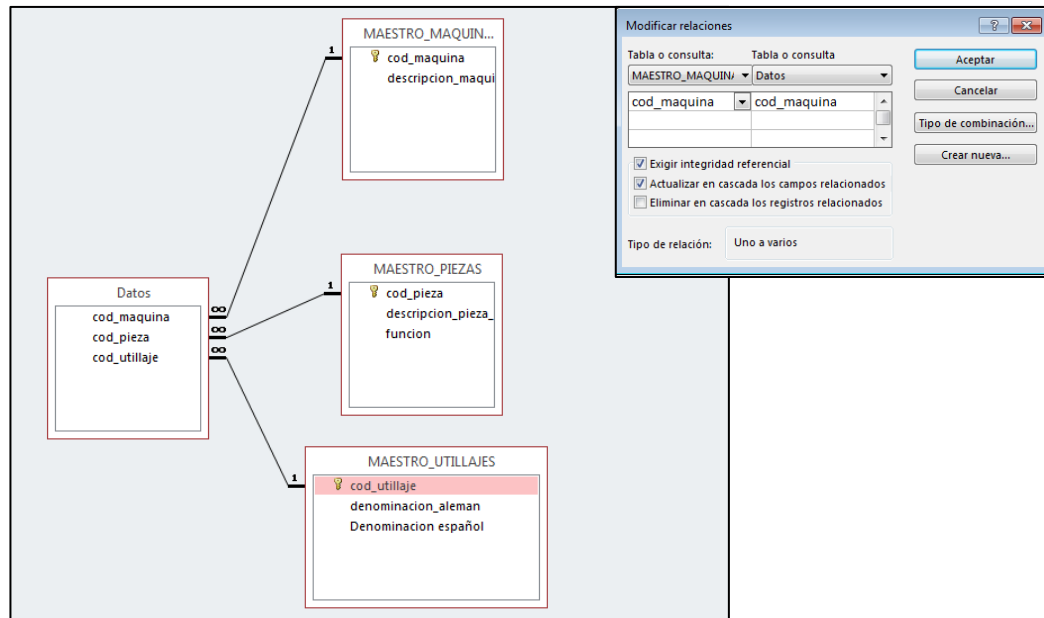 MAESTRO_MAQUIN...
cod_maquina
descripcion_maqui
1
MAESTRO_PIEZAS
cod_pieza
descripcion_pieza_
funcion
1
Datos
cod_maquina
cod_pieza
cod_utillaje
∞
∞
∞
MAESTRO_UTILLAJES
cod_utillaje
denominacion_aleman
Denominacion español
1
Modificar relaciones
Tabla o consulta: Tabla o consulta
MAESTRO_MAQUIN Datos
cod_maquina cod_maquina
Exigir integridad referencial
Actualizar en cascada los campos relacionados
Eliminar en cascada los registros relacionados
Tipo de relación: Uno a varios
Aceptar
Cancelar
Tipo de combinación...
Crear nueva...